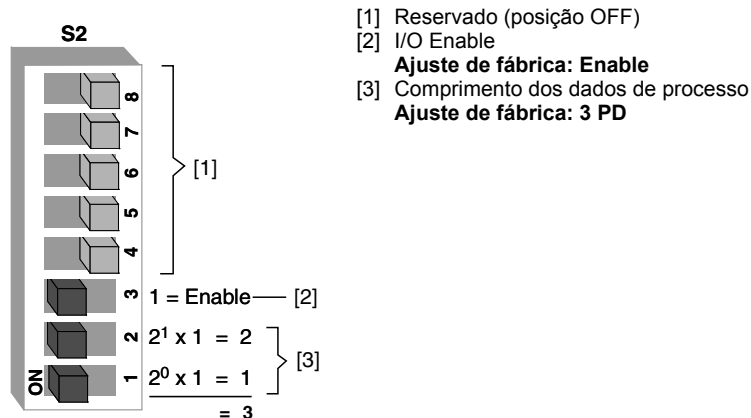 [1] Reservado (posição OFF)
[2] I/O Enable
Ajuste de fábrica: Enable
[3] Comprimento dos dados de processo
Ajuste de fábrica: 3 PD
S2
8
7
6
5
4
[1]
3 1 = Enable [2]
2 2¹ x 1 = 2
[3]
ON 1 2⁰ x 1 = 1
= 3